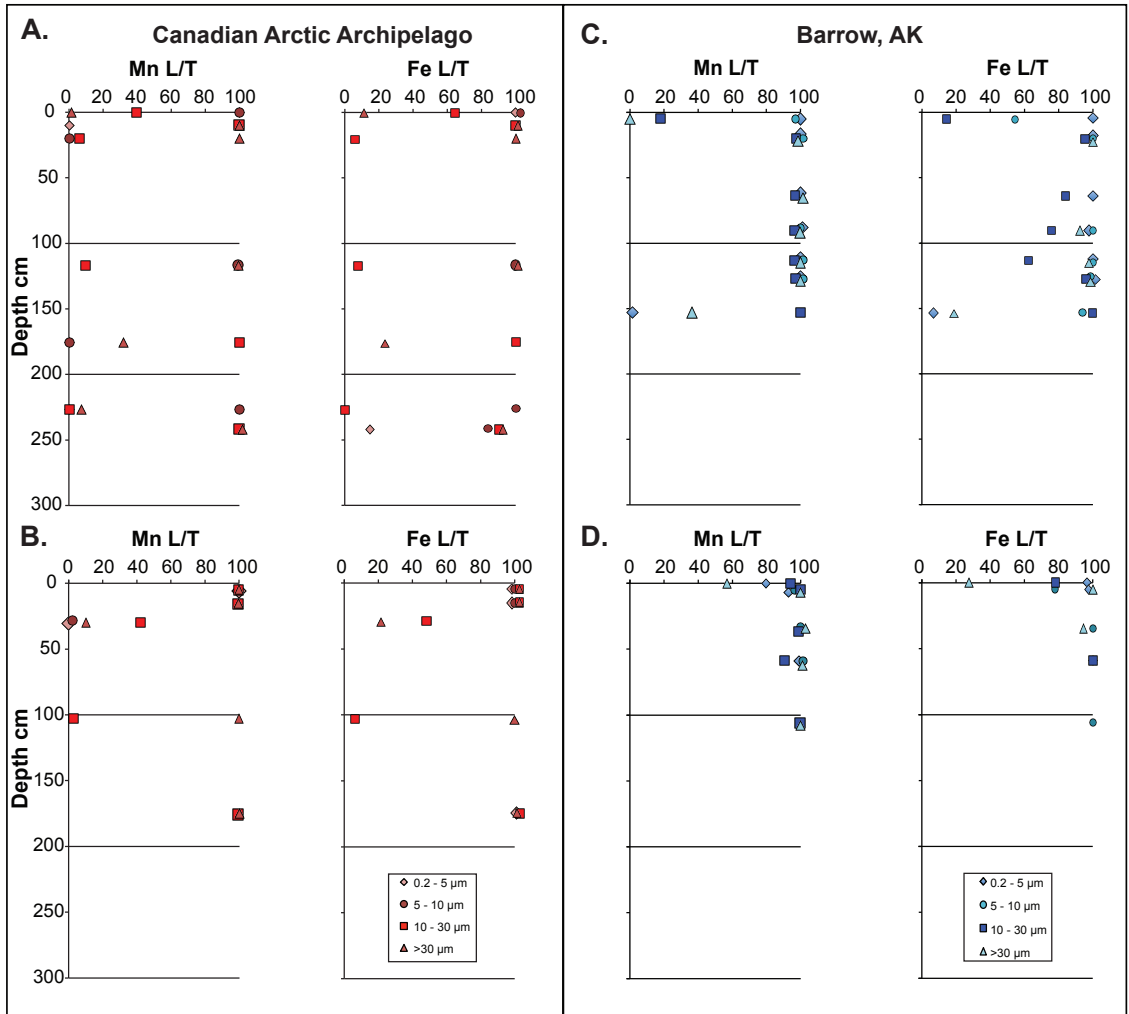 A.
Canadian Arctic Archipelago
Mn L/T
Fe L/T
0 20 40 60 80 100
0 20 40 60 80 100
0
50
100
150
200
250
300
Depth cm
B.
Mn L/T
Fe L/T
0 20 40 60 80 100
0 20 40 60 80 100
0
50
100
150
200
250
300
Depth cm
0.2 - 5 µm
5 - 10 µm
10 - 30 µm
>30 µm
C.
Barrow, AK
Mn L/T
Fe L/T
0 20 40 60 80 100
0 20 40 60 80 100
D.
Mn L/T
Fe L/T
0 20 40 60 80 100
0 20 40 60 80 100
0.2 - 5 µm
5 - 10 µm
10 - 30 µm
>30 µm